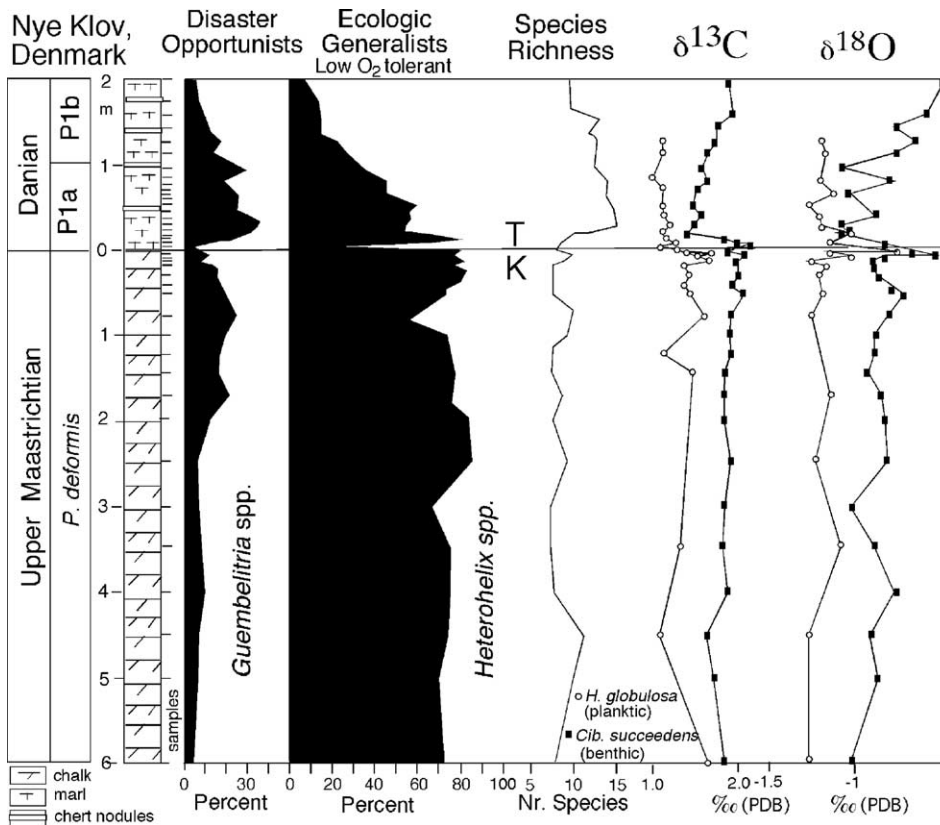 Nye Klov,
Denmark
Disaster
Opportunists
Ecologic
Generalists
Low O2 tolerant
Species
Richness
δ13C
δ18O
2
m
1
0
1
2
3
4
5
6
Danian
P1b
P1a
Upper Maastrichtian
P. deformis
samples
T
K
Guembelitria spp.
Heterohelix spp.
H. globulosa
(planktic)
Cib. succeedens
(benthic)
0 30 60
0 20 40 60 80 100
5 10 15
1.0 2.0
-1.5 -1
Percent
Percent
Nr. Species
‰ (PDB)
‰ (PDB)
chalk
marl
chert nodules